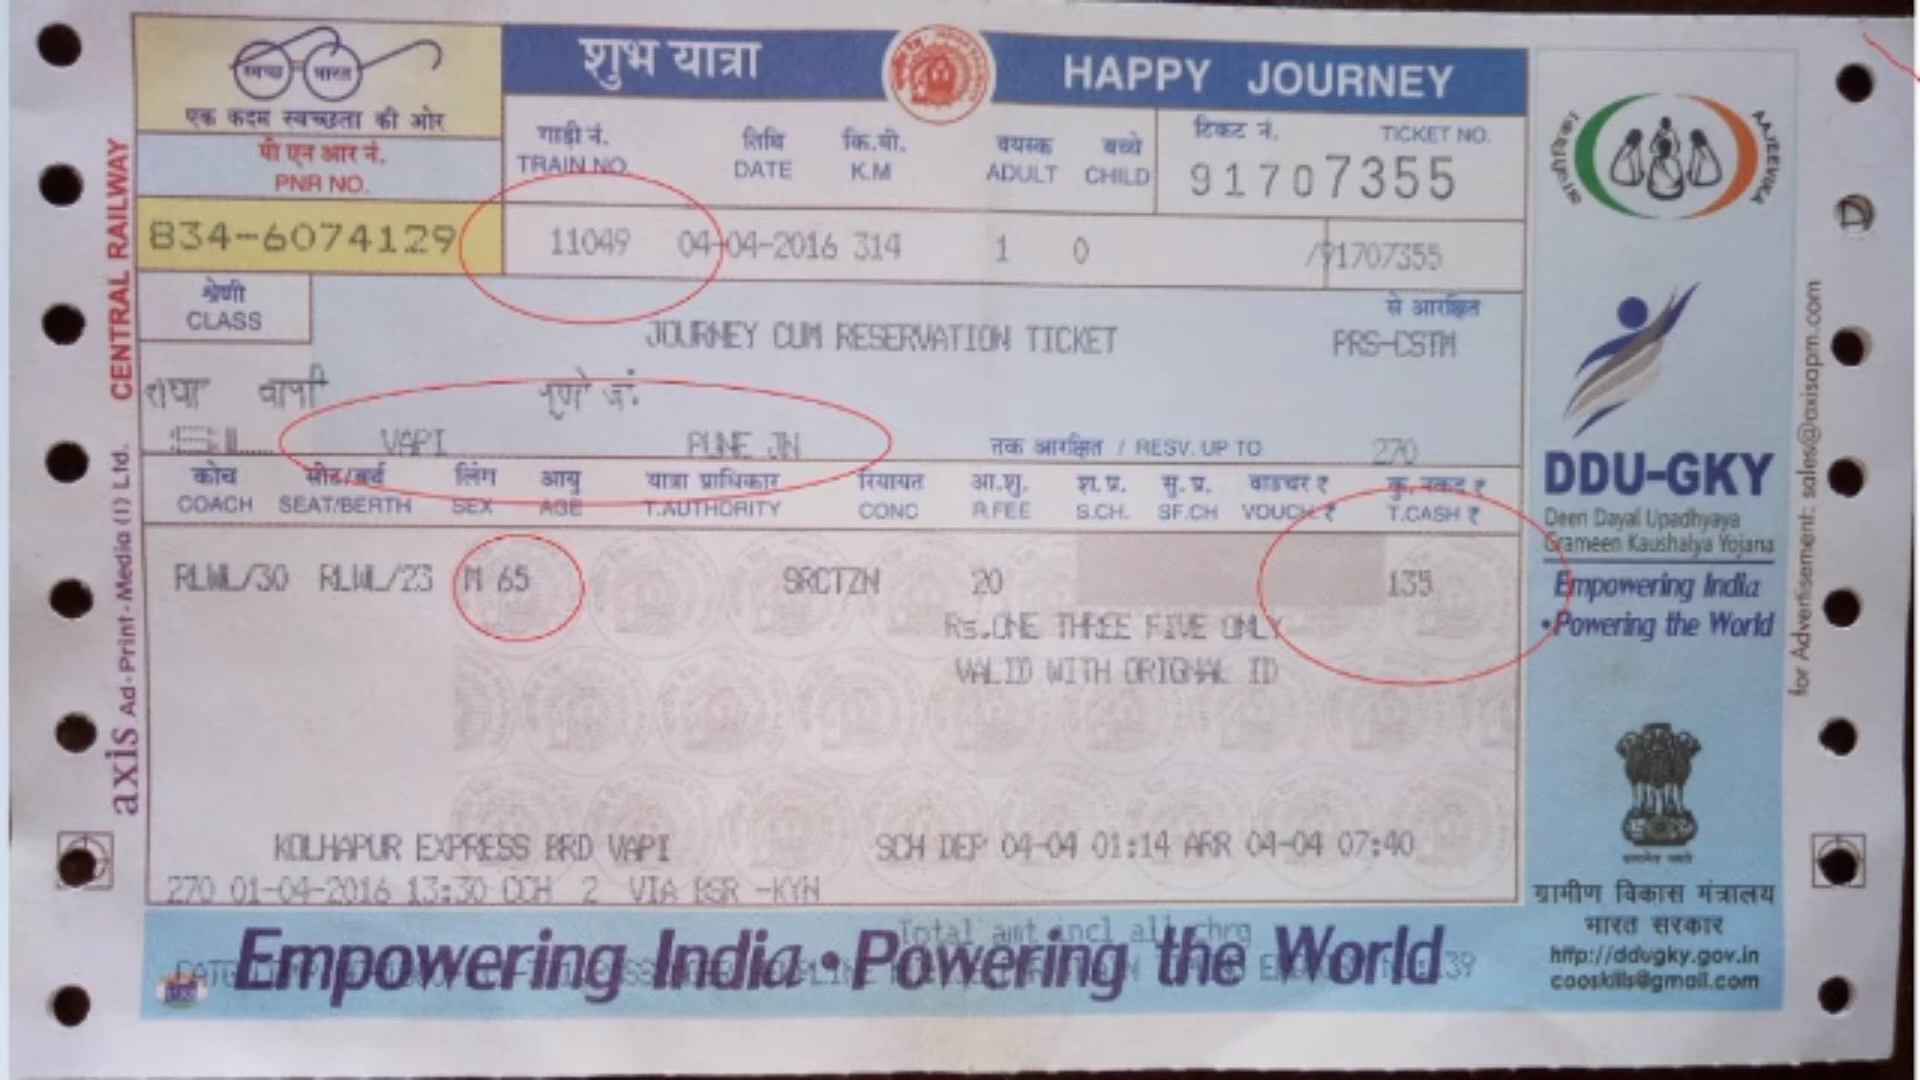 स्वच्छ भारत
एक कदम स्वच्छता की ओर
शुभ यात्रा HAPPY JOURNEY
पी एन आर नं.
PNR NO.
गाड़ी नं. तिथि कि.मी. वयस्क बच्चे टिकट नं. TICKET NO.
TRAIN NO. DATE K.M ADULT CHILD 91707355
834-6074129 11049 04-04-2016 314 1 0 /91707355
श्रेणी
CLASS
से आरक्षित
JOURNEY CUM RESERVATION TICKET PRS-CSTM
वापी पुणे जं.
VAPI PUNE JN तक आरक्षित / RESV. UP TO 270
कोच सीट/बर्थ लिंग आयु यात्रा प्राधिकार रियायत आ.शु. श.प्र. सु.प्र. वाउचर ₹ कु. नकद ₹
COACH SEAT/BERTH SEX AGE T.AUTHORITY CONC R.FEE S.CH. SF.CH VOUCH ₹ T.CASH ₹
RLWL/30 RLWL/23 M 65 SRCTZN 20 135
Rs.ONE THREE FIVE ONLY
VALID WITH ORIGNAL ID
KOLHAPUR EXPRESS BRD VAPI SCH DEP 04-04 01:14 ARR 04-04 07:40
270 01-04-2016 13:30 CCH 2 VIA BSR -KYN
Total amt incl all chrg
Empowering India • Powering the World
axis Ad-Print-Media (I) Ltd. CENTRAL RAILWAY
AAJEEVIKA
DDU-GKY
Deen Dayal Upadhyaya
Grameen Kaushalya Yojana
Empowering India
•Powering the World
सत्यमेव जयते
ग्रामीण विकास मंत्रालय
भारत सरकार
http://ddugky.gov.in
cooskills@gmail.com
for Advertisement: sales@axisapm.com